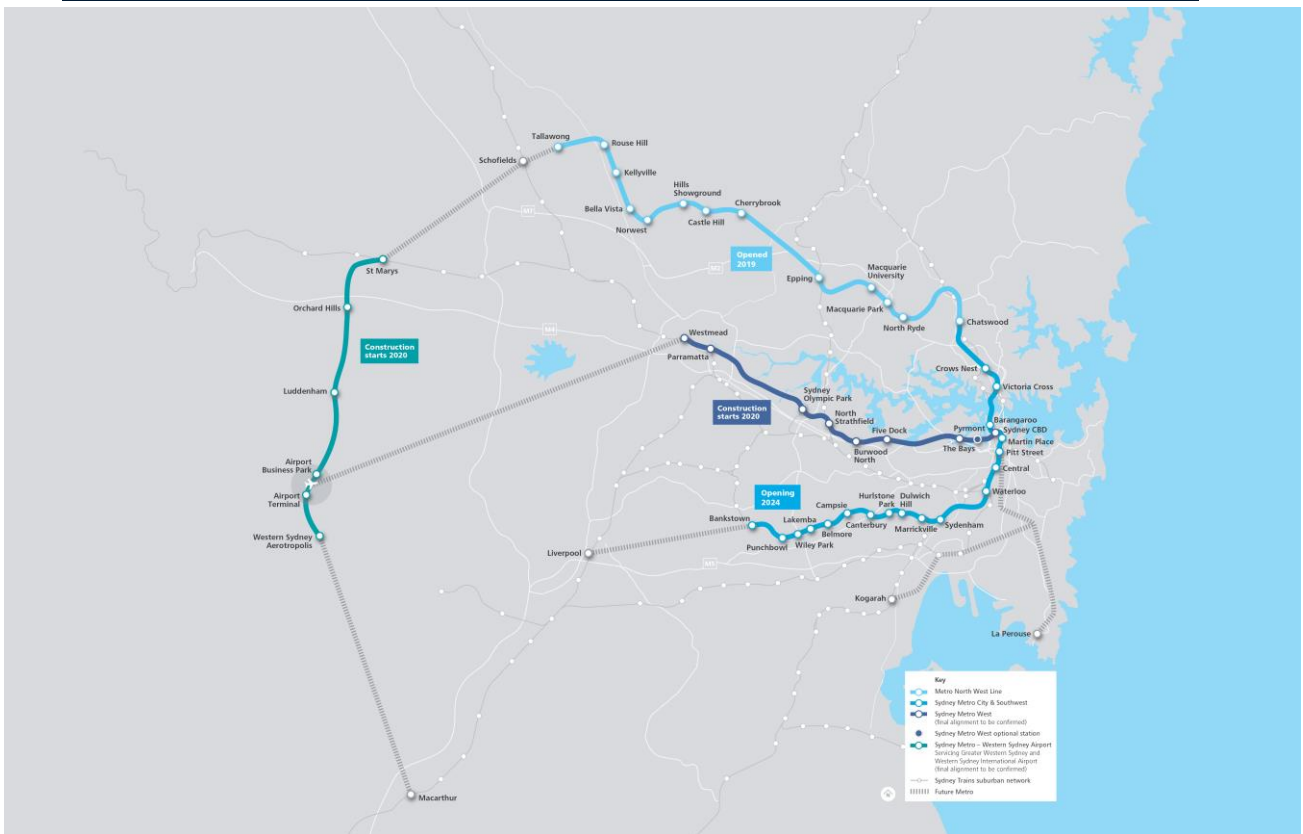 Tallawong
Rouse Hill
Schofields
Kellyville
Hills
Showground
Cherrybrook
Bella Vista
Castle Hill
M7
Norwest
Opened
2019
M2
St Marys
Epping
Macquarie
University
Orchard Hills
Macquarie Park
North Ryde
Chatswood
M4
Westmead
Construction
starts 2020
Parramatta
Crows Nest
Victoria Cross
Luddenham
Sydney
Olympic Park
Construction
starts 2020
North
Strathfield
Five Dock
Pyrmont
Barangaroo
Sydney CBD
Martin Place
Pitt Street
The Bays
Burwood
North
Central
Airport
Business Park
Airport
Terminal
Opening
2024
Waterloo
Campsie
Hurlstone
Park
Dulwich
Hill
Bankstown
Lakemba
Belmore
Canterbury
Marrickville
Sydenham
Punchbowl
Wiley Park
Western Sydney
Aerotropolis
Liverpool
M5
Kogarah
La Perouse
Macarthur
Key
Metro North West Line
Sydney Metro City & Southwest
Sydney Metro West
(final alignment to be confirmed)
Sydney Metro West optional station
Sydney Metro – Western Sydney Airport
Servicing Greater Western Sydney and
Western Sydney International Airport
(final alignment to be confirmed)
Sydney Trains suburban network
Future Metro